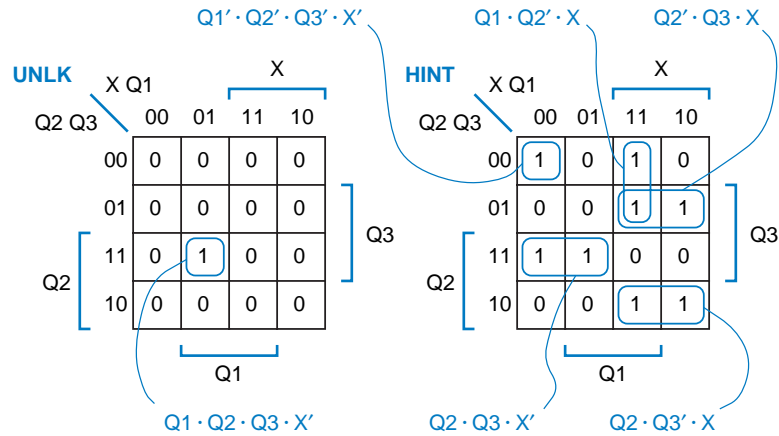 Q1′ · Q2′ · Q3′ · X′ Q1 · Q2′ · X Q2′ · Q3 · X
UNLK X Q1 X HINT X Q1 X
Q2 Q3 00 01 11 10 Q2 Q3 00 01 11 10
00 0 0 0 0 00 1 0 1 0
01 0 0 0 0 01 0 0 1 1
Q3 Q3
11 0 1 0 0 11 1 1 0 0
Q2 Q2
10 0 0 0 0 10 0 0 1 1
Q1 Q1
Q1 · Q2 · Q3 · X′ Q2 · Q3 · X′ Q2 · Q3′ · X